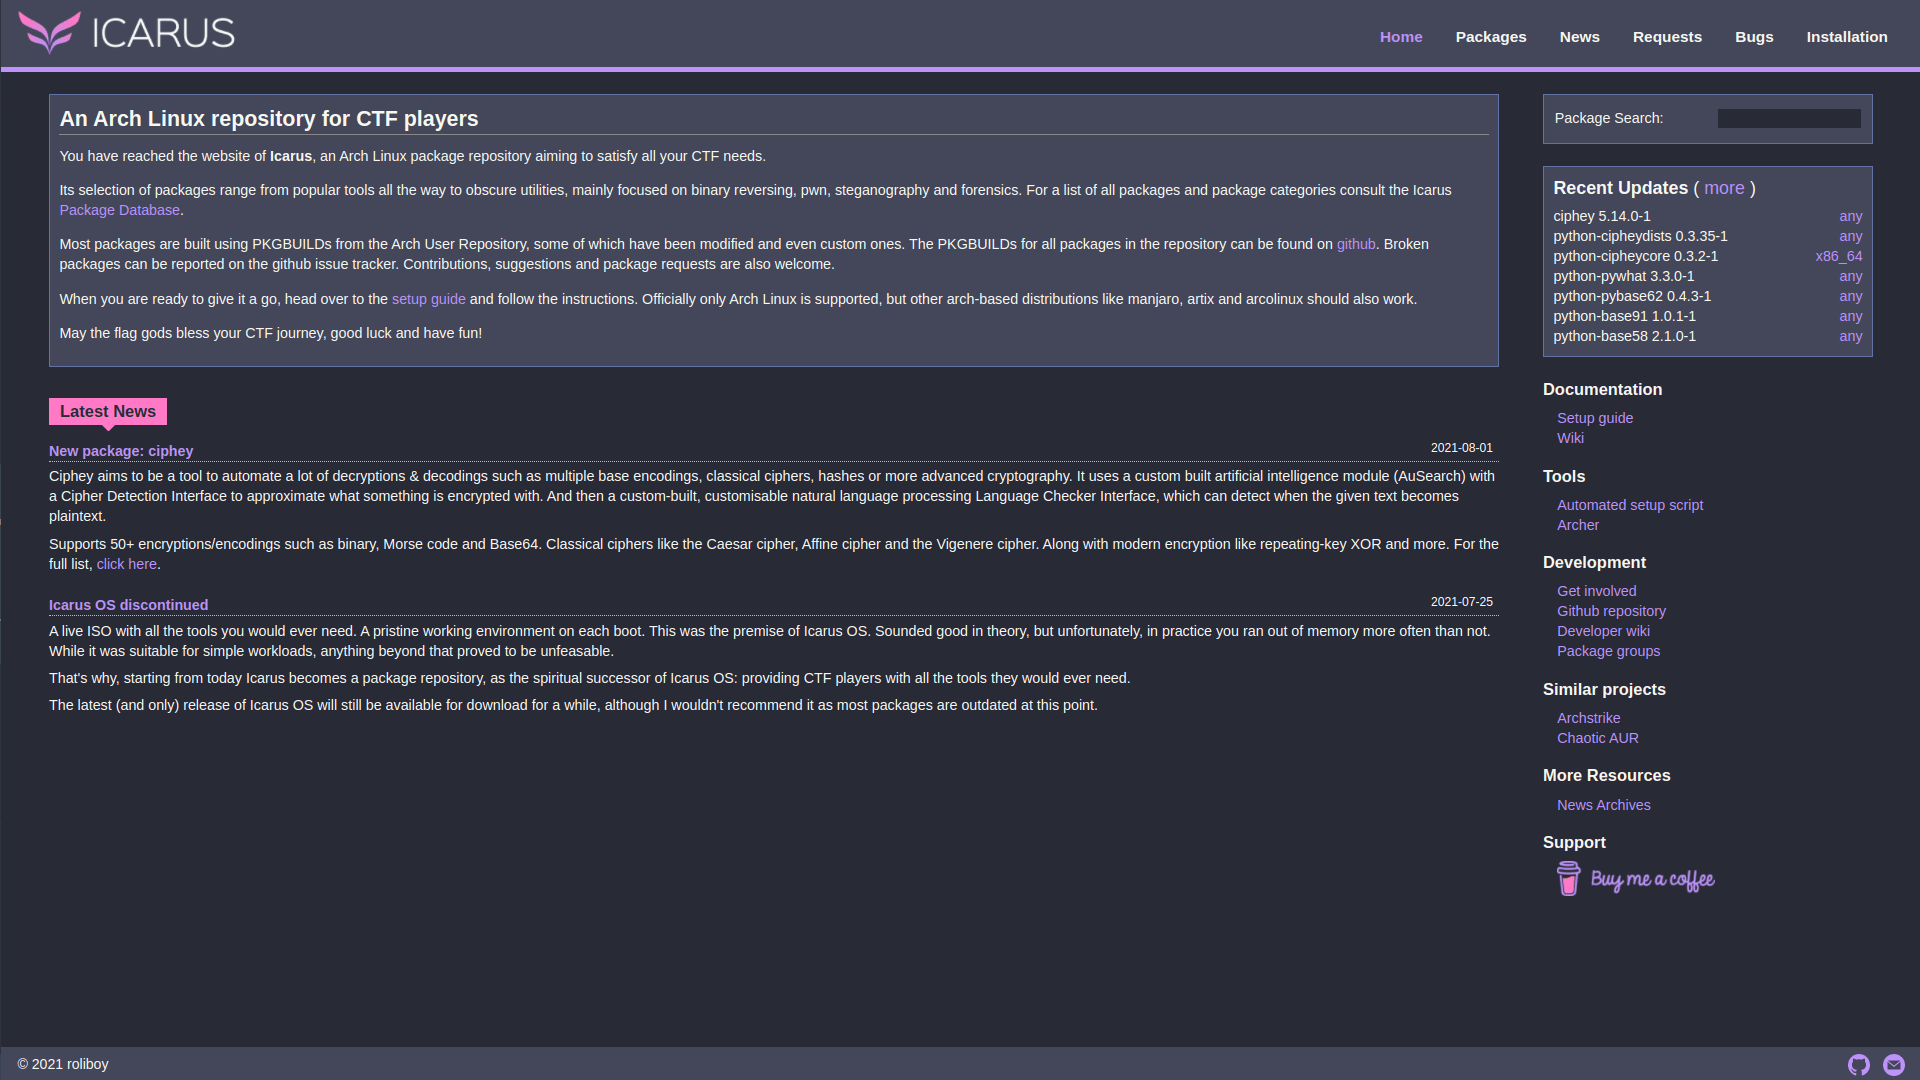 ICARUS
Home Packages News Requests Bugs Installation
An Arch Linux repository for CTF players
You have reached the website of Icarus, an Arch Linux package repository aiming to satisfy all your CTF needs.
Its selection of packages range from popular tools all the way to obscure utilities, mainly focused on binary reversing, pwn, steganography and forensics. For a list of all packages and package categories consult the Icarus
Package Database.
Most packages are built using PKGBUILDs from the Arch User Repository, some of which have been modified and even custom ones. The PKGBUILDs for all packages in the repository can be found on github. Broken
packages can be reported on the github issue tracker. Contributions, suggestions and package requests are also welcome.
When you are ready to give it a go, head over to the setup guide and follow the instructions. Officially only Arch Linux is supported, but other arch-based distributions like manjaro, artix and arcolinux should also work.
May the flag gods bless your CTF journey, good luck and have fun!
Latest News
New package: ciphey 2021-08-01
Ciphey aims to be a tool to automate a lot of decryptions & decodings such as multiple base encodings, classical ciphers, hashes or more advanced cryptography. It uses a custom built artificial intelligence module (AuSearch) with
a Cipher Detection Interface to approximate what something is encrypted with. And then a custom-built, customisable natural language processing Language Checker Interface, which can detect when the given text becomes
plaintext.
Supports 50+ encryptions/encodings such as binary, Morse code and Base64. Classical ciphers like the Caesar cipher, Affine cipher and the Vigenere cipher. Along with modern encryption like repeating-key XOR and more. For the
full list, click here.
Icarus OS discontinued 2021-07-25
A live ISO with all the tools you would ever need. A pristine working environment on each boot. This was the premise of Icarus OS. Sounded good in theory, but unfortunately, in practice you ran out of memory more often than not.
While it was suitable for simple workloads, anything beyond that proved to be unfeasable.
That's why, starting from today Icarus becomes a package repository, as the spiritual successor of Icarus OS: providing CTF players with all the tools they would ever need.
The latest (and only) release of Icarus OS will still be available for download for a while, although I wouldn't recommend it as most packages are outdated at this point.
Package Search:
Recent Updates ( more )
ciphey 5.14.0-1 any
python-cipheydists 0.3.35-1 any
python-cipheycore 0.3.2-1 x86_64
python-pywhat 3.3.0-1 any
python-pybase62 0.4.3-1 any
python-base91 1.0.1-1 any
python-base58 2.1.0-1 any
Documentation
Setup guide
Wiki
Tools
Automated setup script
Archer
Development
Get involved
Github repository
Developer wiki
Package groups
Similar projects
Archstrike
Chaotic AUR
More Resources
News Archives
Support
Buy me a coffee
© 2021 roliboy